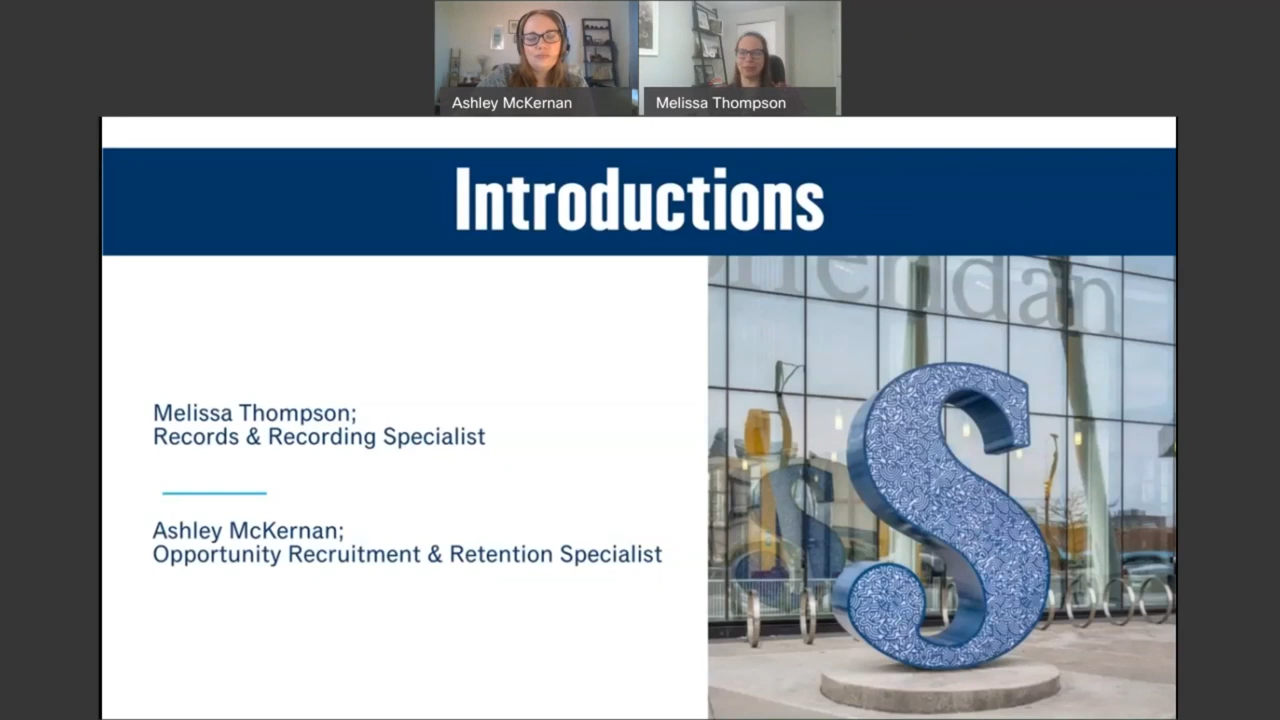 Ashley McKernan
Melissa Thompson
Introductions
Melissa Thompson;
Records & Recording Specialist
Ashley McKernan;
Opportunity Recruitment & Retention Specialist
S